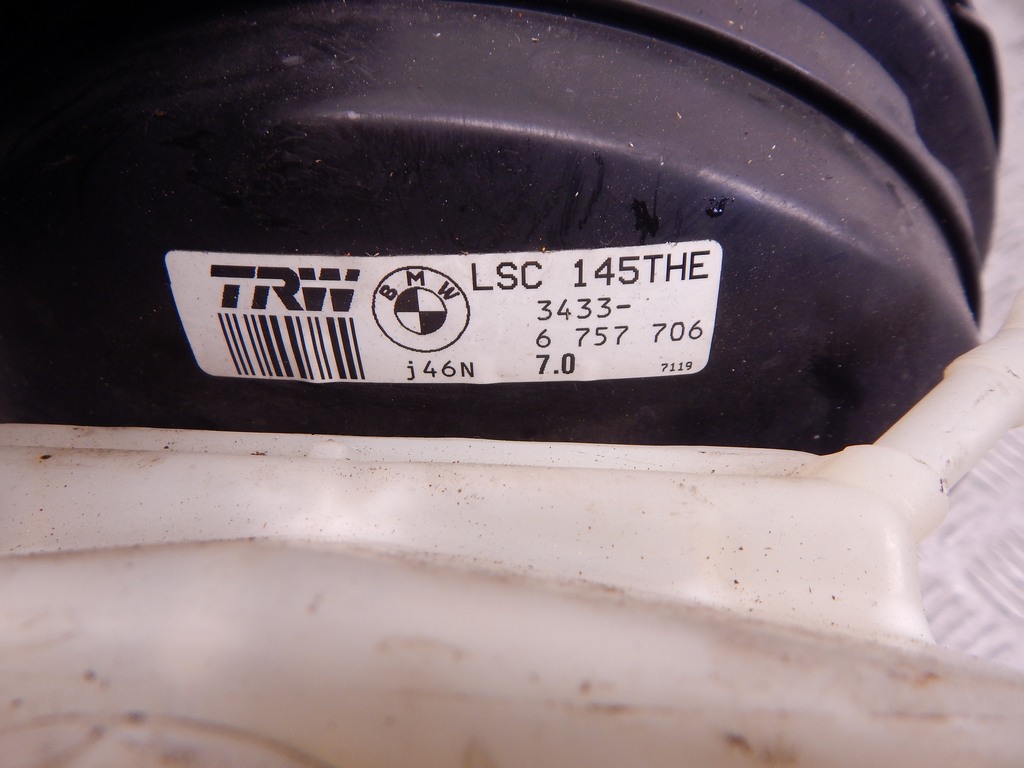 TRW BMW LSC 145THE
3433-
6 757 706
j46N 7.0 7119